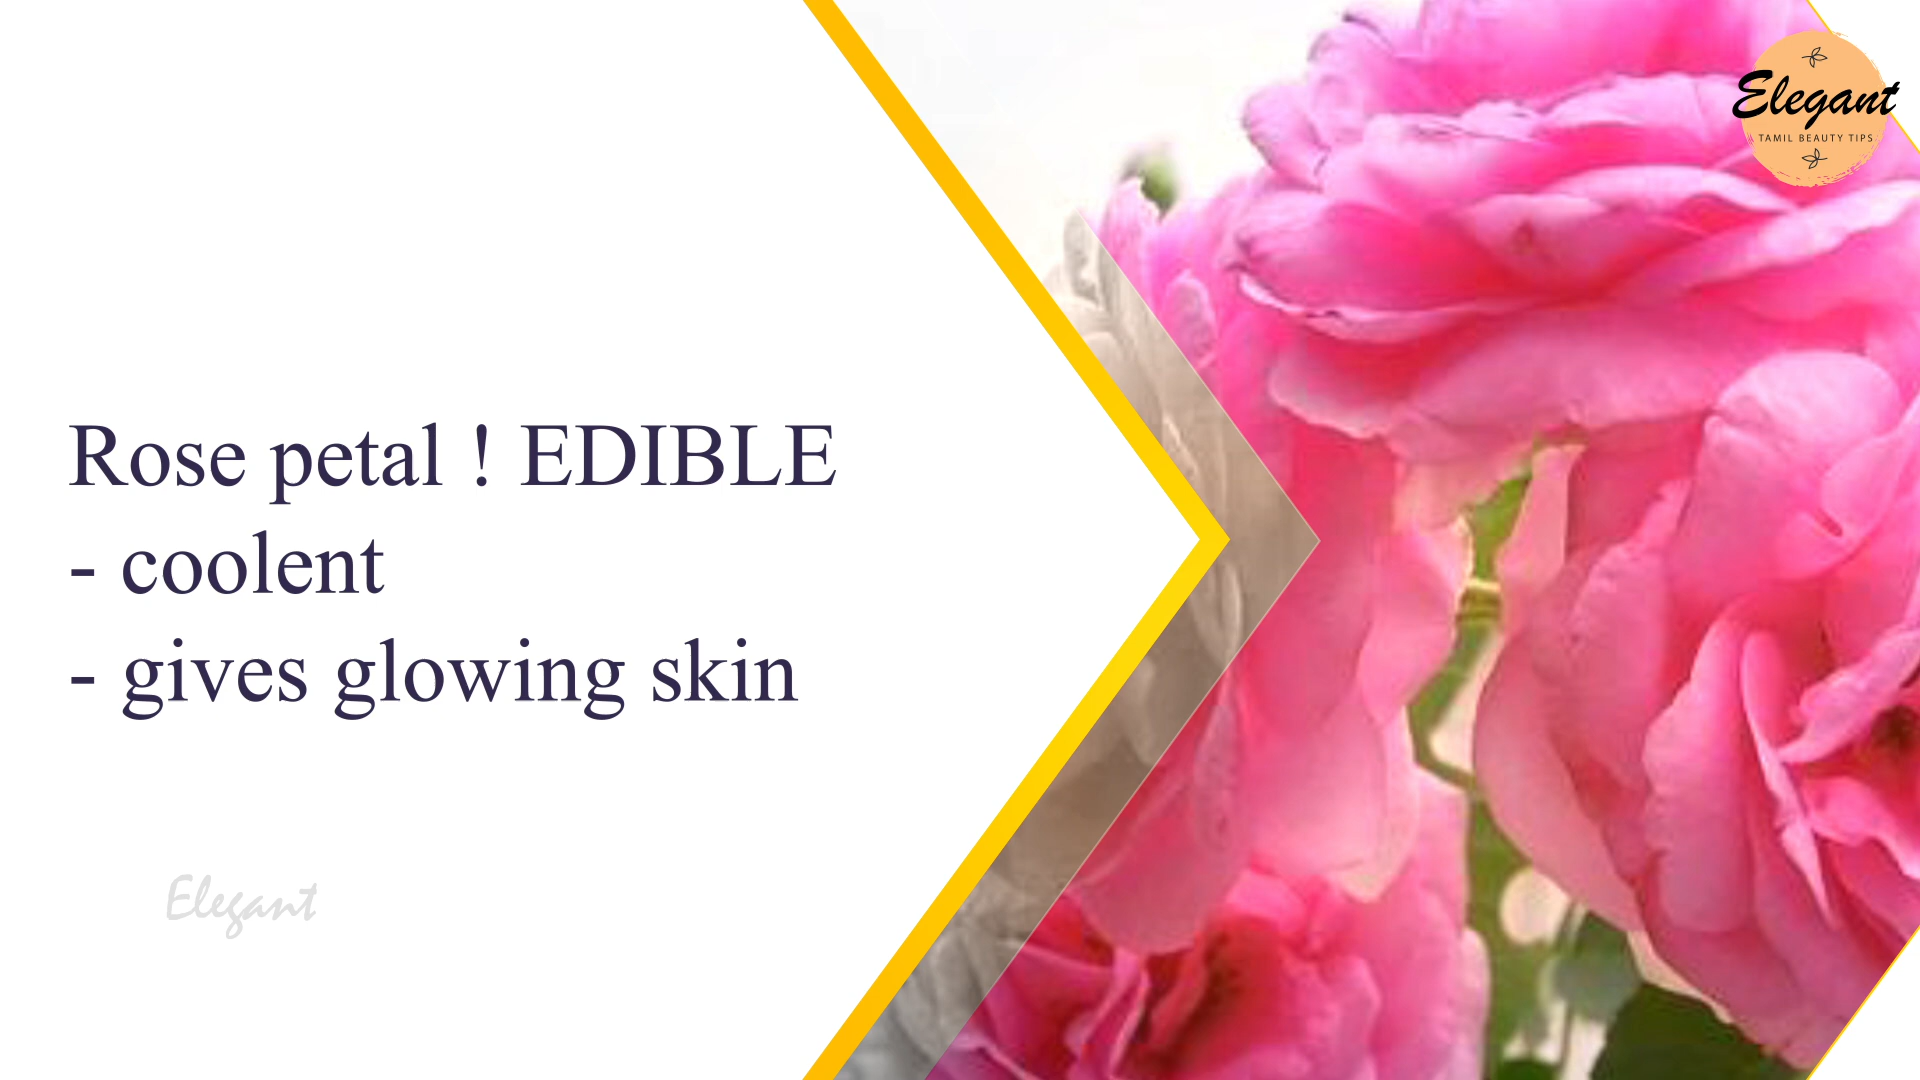 Elegant
TAMIL BEAUTY TIPS
Rose petal ! EDIBLE
- coolent
- gives glowing skin
Elegant